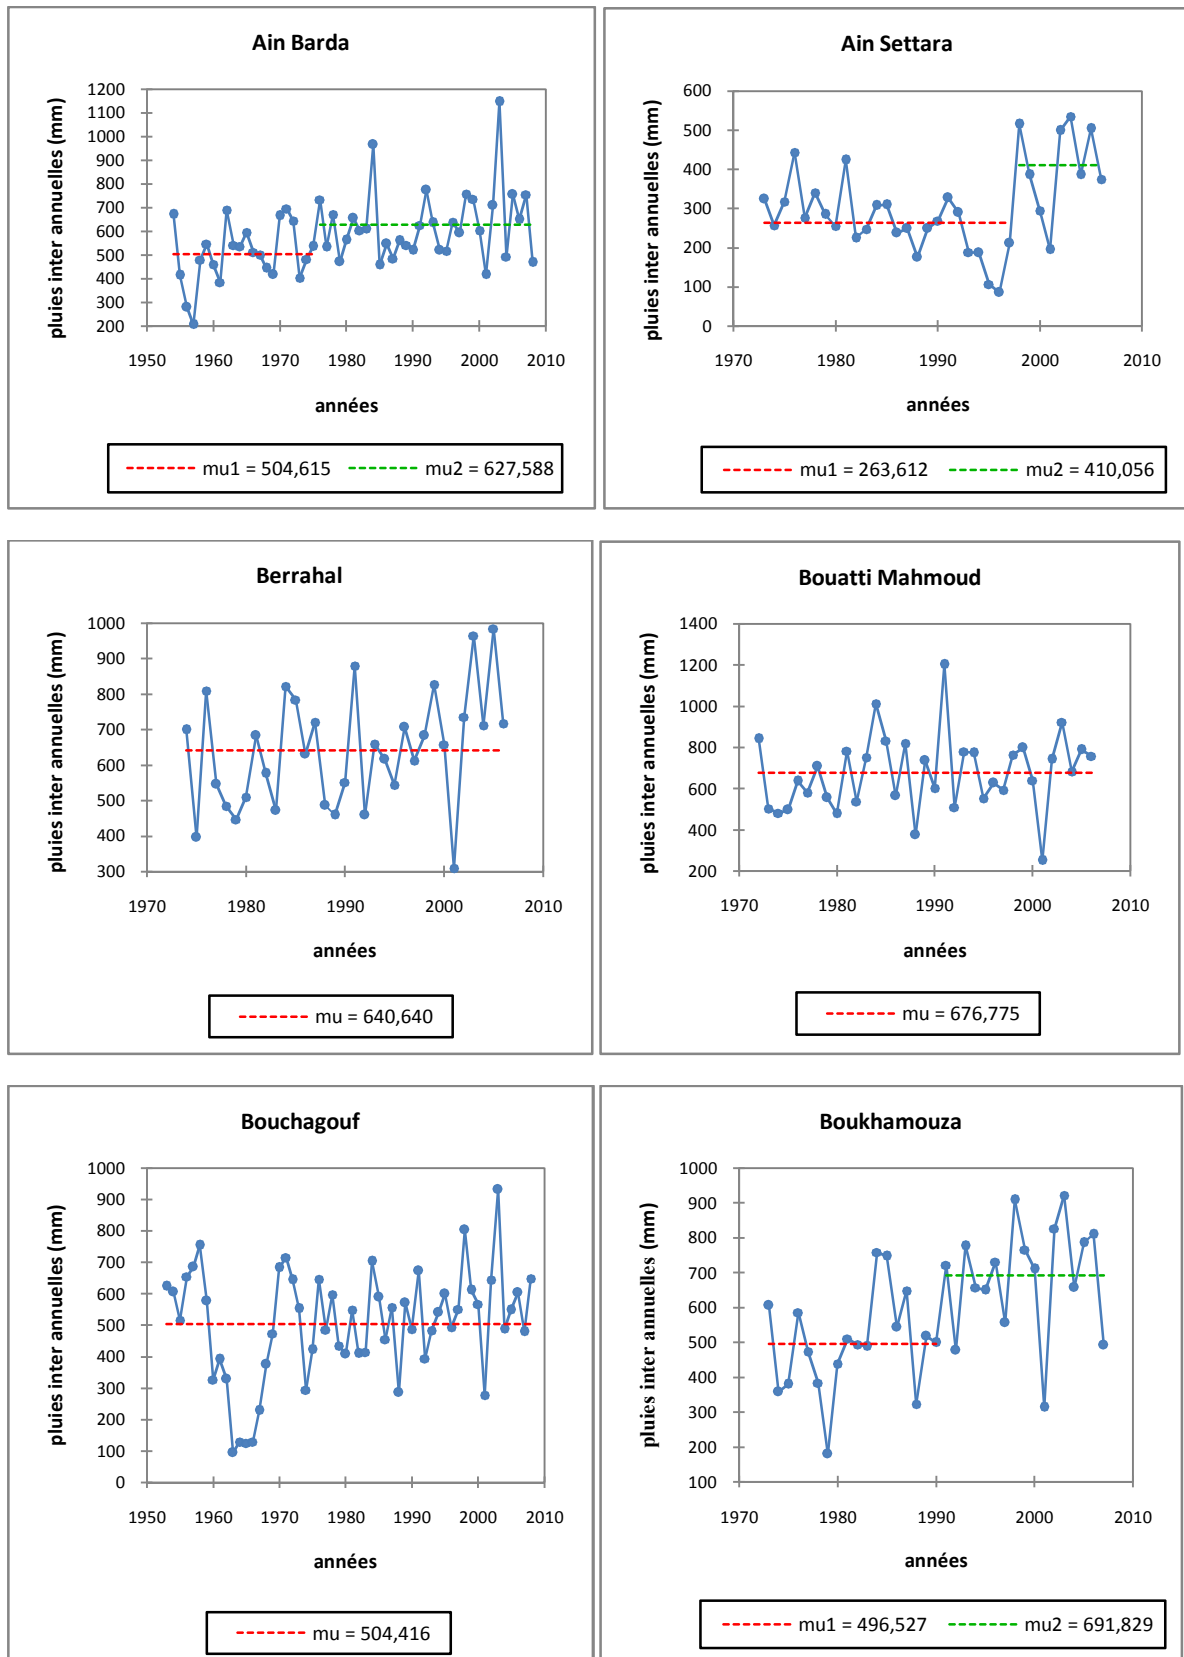 Ain Barda
pluies inter annuelles (mm)
1200
1100
1000
900
800
700
600
500
400
300
200
1950 1960 1970 1980 1990 2000 2010
années
mu1 = 504,615 mu2 = 627,588
Ain Settara
pluies inter annuelles (mm)
600
500
400
300
200
100
0
1970 1980 1990 2000 2010
années
mu1 = 263,612 mu2 = 410,056
Berrahal
pluies inter annuelles (mm)
1000
900
800
700
600
500
400
300
1970 1980 1990 2000 2010
années
mu = 640,640
Bouatti Mahmoud
pluies inter annuelles (mm)
1400
1200
1000
800
600
400
200
1970 1980 1990 2000 2010
années
mu = 676,775
Bouchagouf
pluies inter annuelles (mm)
1000
900
800
700
600
500
400
300
200
100
0
1950 1960 1970 1980 1990 2000 2010
années
mu = 504,416
Boukhamouza
pluies inter annuelles (mm)
1000
900
800
700
600
500
400
300
200
100
1970 1980 1990 2000 2010
années
mu1 = 496,527 mu2 = 691,829